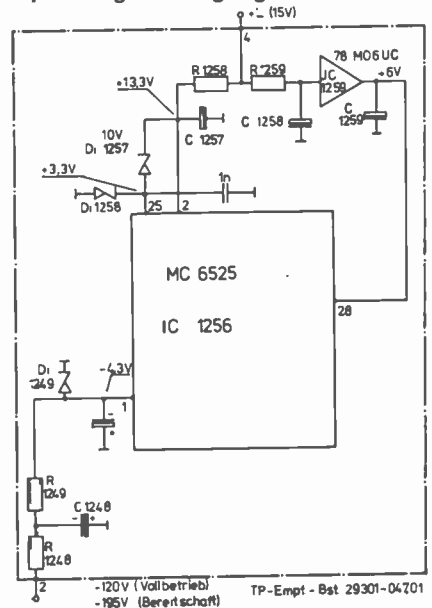 + (15V)
4
78 M06UC
R 1258
R 1259
IC
1259
+6V
+13,3V
C 1257
C 1258
C
1259
10V
Di 1257
+3,3V
1n
Di 1258
25
2
MC 6525
IC 1256
28
Di
1249
-4,3V
1
R
1249
C 1248
R
1248
2
-120V (Vollbetrieb)
-195V (Bereitschaft)
TP-Empf - Bst 29301-04701